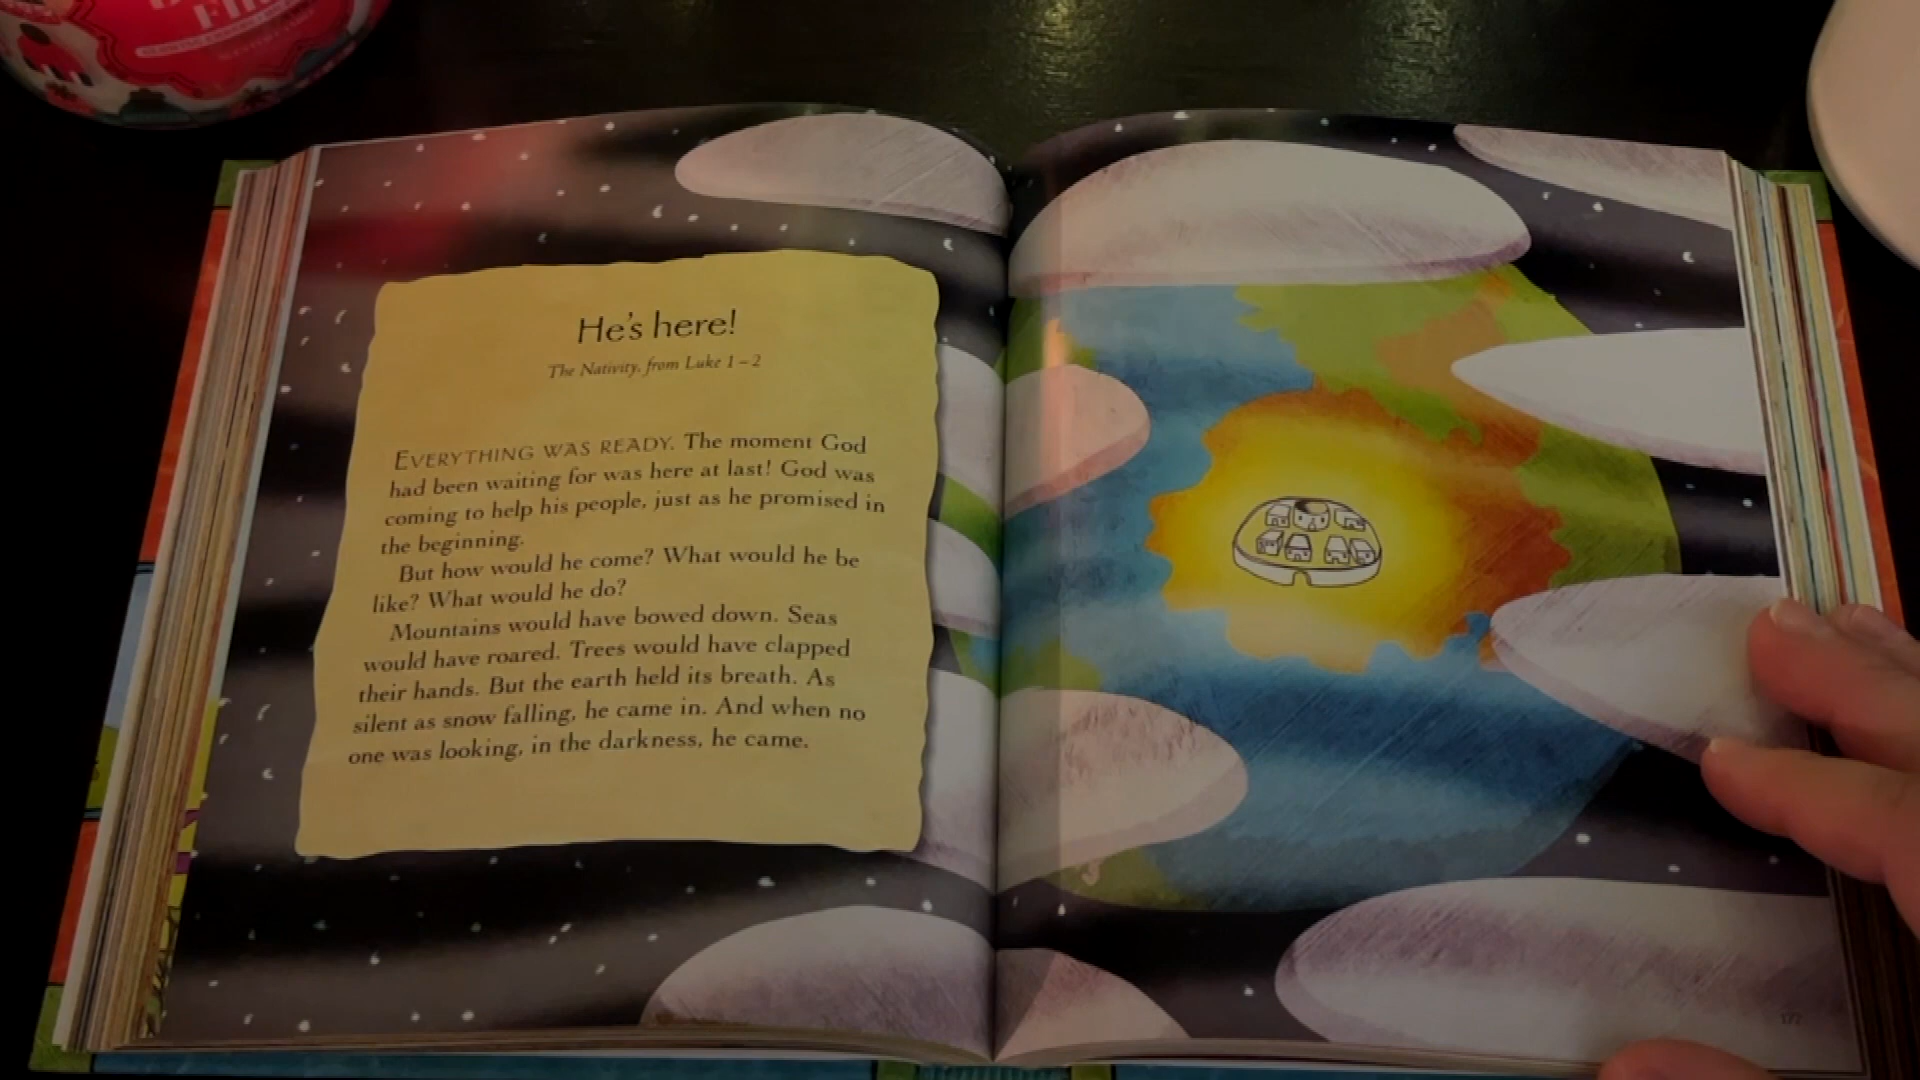 He's here!
The Nativity, from Luke 1 – 2
EVERYTHING WAS READY. The moment God
had been waiting for was here at last! God was
coming to help his people, just as he promised in
the beginning.
But how would he come? What would he be
like? What would he do?
Mountains would have bowed down. Seas
would have roared. Trees would have clapped
their hands. But the earth held its breath. As
silent as snow falling, he came in. And when no
one was looking, in the darkness, he came.